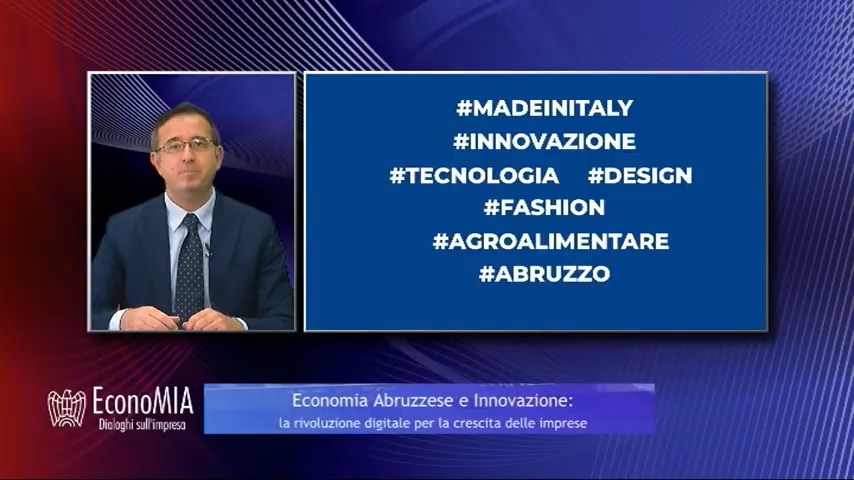 #MADEINITALY
#INNOVAZIONE
#TECNOLOGIA #DESIGN
#FASHION
#AGROALIMENTARE
#ABRUZZO
EconoMIA
Dialoghi sull'impresa
Economia Abruzzese e Innovazione:
la rivoluzione digitale per la crescita delle imprese